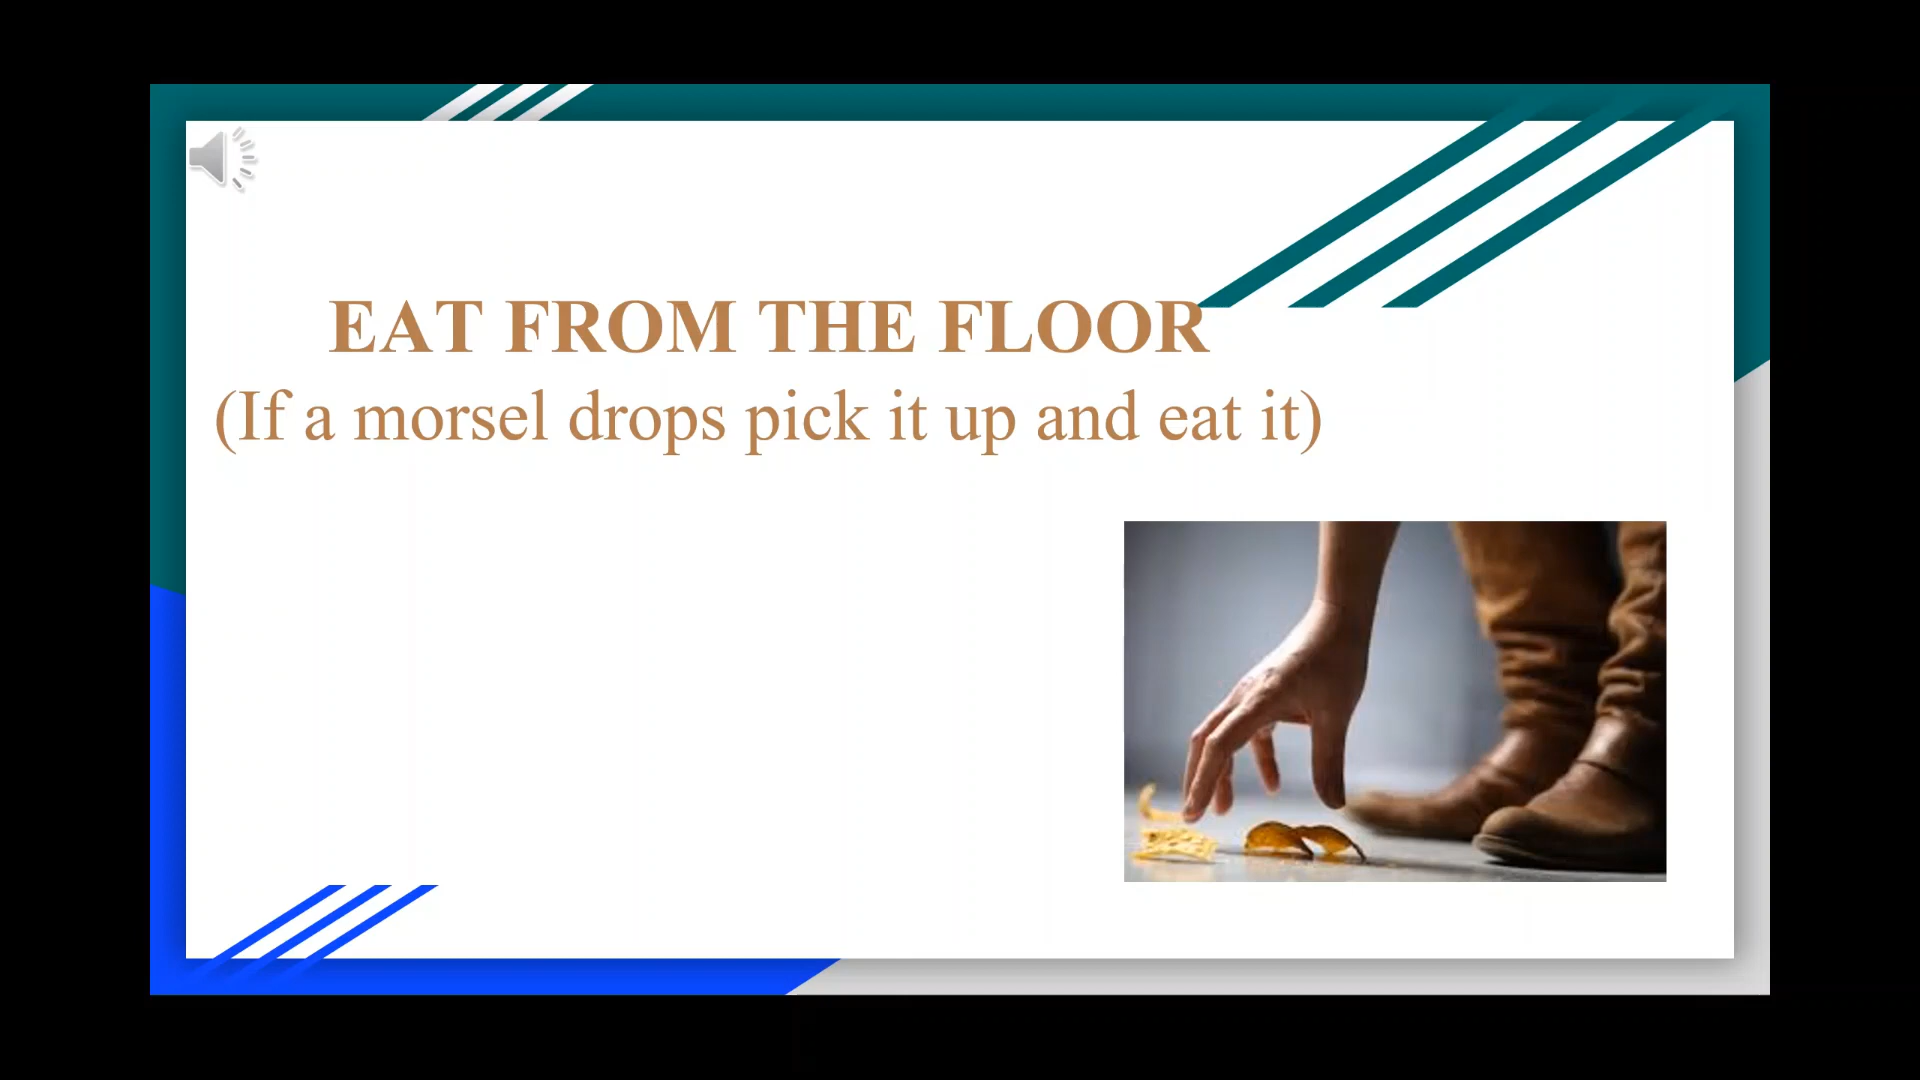 EAT FROM THE FLOOR
(If a morsel drops pick it up and eat it)